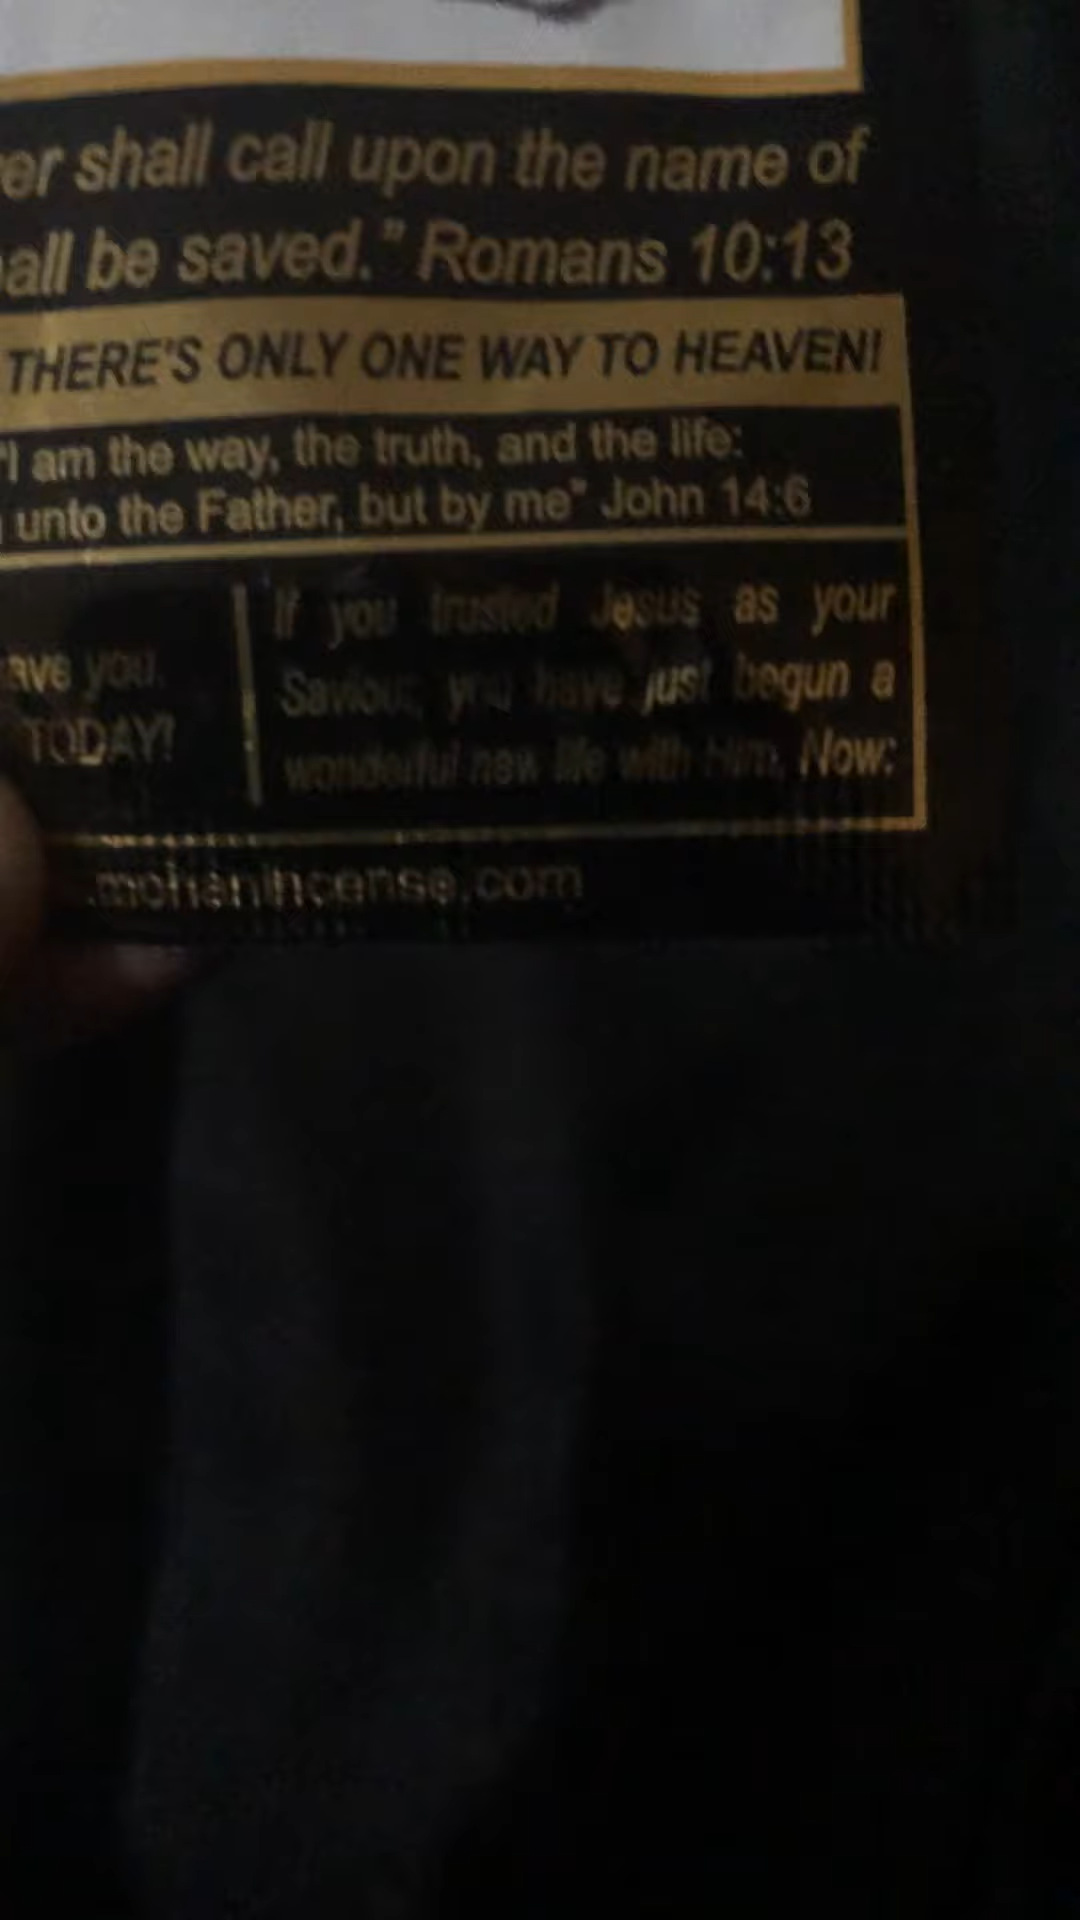 er shall call upon the name of
all be saved." Romans 10:13
THERE'S ONLY ONE WAY TO HEAVEN!
"I am the way, the truth, and the life:
unto the Father, but by me" John 14:6
ave you.
TODAY!
If you trusted Jesus as your
Saviour, you have just begun a
wonderful new life with Him. Now:
.mohanincense.com